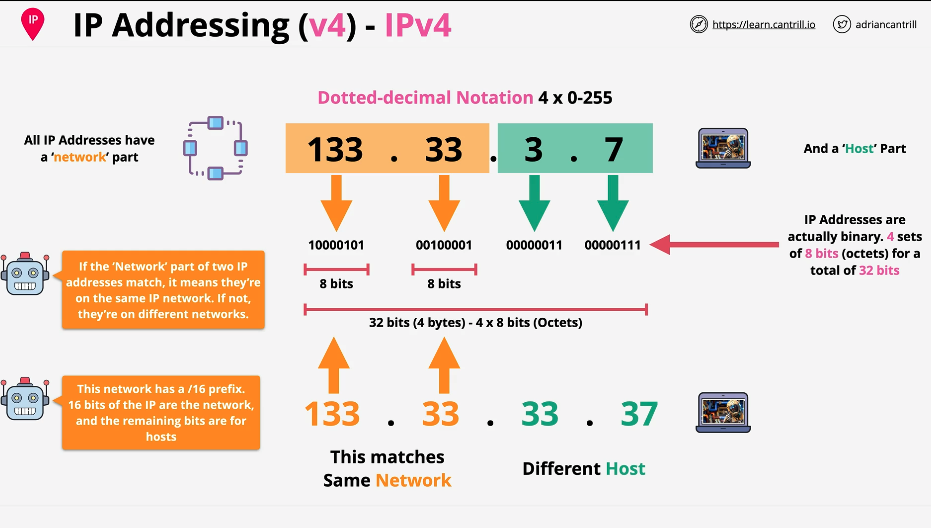 IP
IP Addressing (v4) - IPv4
https://learn.cantrill.io
adriancantrill
Dotted-decimal Notation 4 x 0-255
All IP Addresses have
a ‘network’ part
133 . 33 . 3 . 7
And a ‘Host’ Part
10000101 00100001 00000011 00000111
IP Addresses are
actually binary. 4 sets
of 8 bits (octets) for a
total of 32 bits
8 bits 8 bits
If the ‘Network’ part of two IP
addresses match, it means they’re
on the same IP network. If not,
they’re on different networks.
32 bits (4 bytes) - 4 x 8 bits (Octets)
This network has a /16 prefix.
16 bits of the IP are the network,
and the remaining bits are for
hosts
133 . 33 . 33 . 37
This matches
Same Network
Different Host